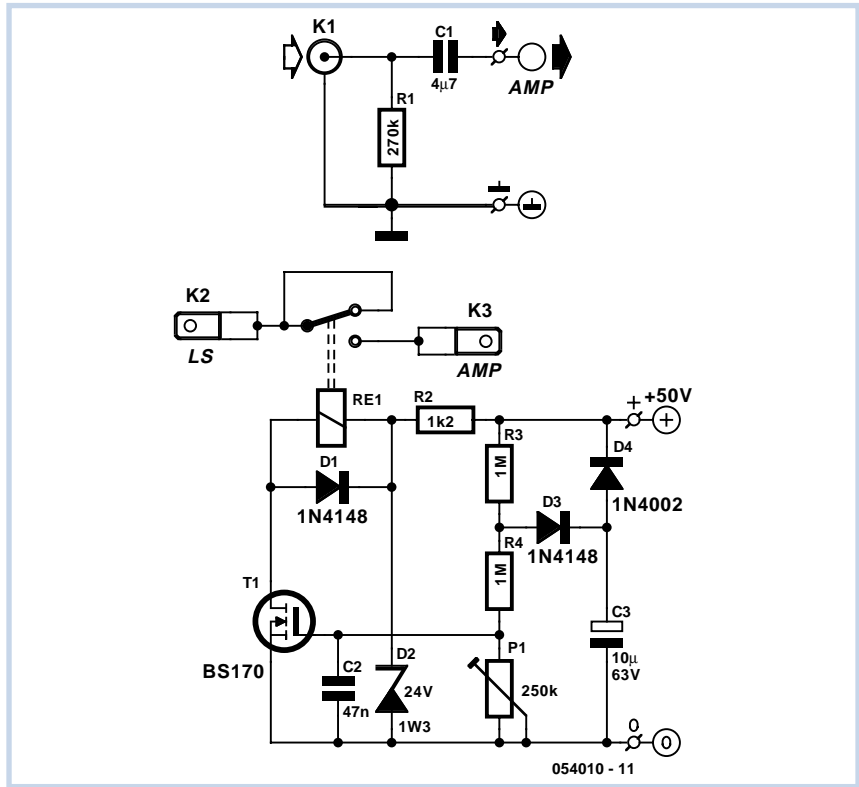 K1
C1
4µ7
AMP
R1
270k
K2
LS
K3
AMP
RE1
R2
1k2
+ +50V
R3
1M
D4
1N4002
D1
1N4148
D3
1N4148
R4
1M
T1
BS170
C2
47n
D2
24V
1W3
P1
250k
C3
10µ
63V
0
0
054010 - 11